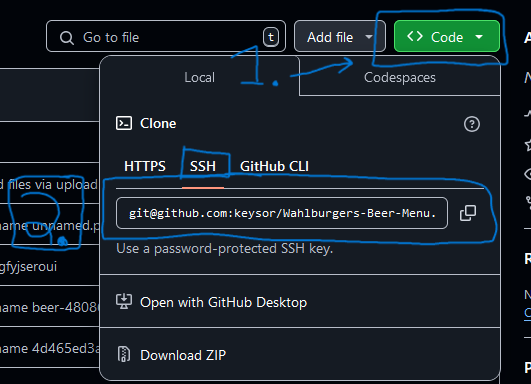 Go to file
t
Add file
Code
1.
Local
Codespaces
Clone
HTTPS
SSH
GitHub CLI
d files via upload
2.
git@github.com:keysor/Wahlburgers-Beer-Menu.
name unnamed.p
Use a password-protected SSH key.
gfyjseroui
Open with GitHub Desktop
name beer-4808
Download ZIP
name 4d465ed3a
A
N
R
N
C
P